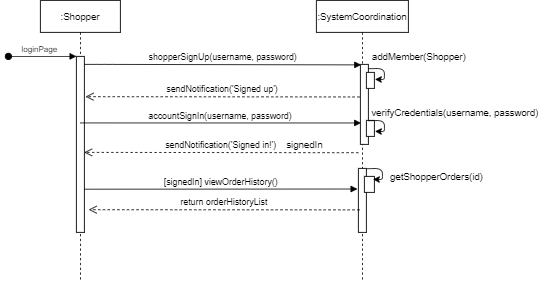 :Shopper
:SystemCoordination
loginPage
shopperSignUp(username, password)
addMember(Shopper)
sendNotification('Signed up')
accountSignIn(username, password)
verifyCredentials(username, password)
sendNotification('Signed in!') signedIn
[signedIn] viewOrderHistory()
getShopperOrders(id)
return orderHistoryList